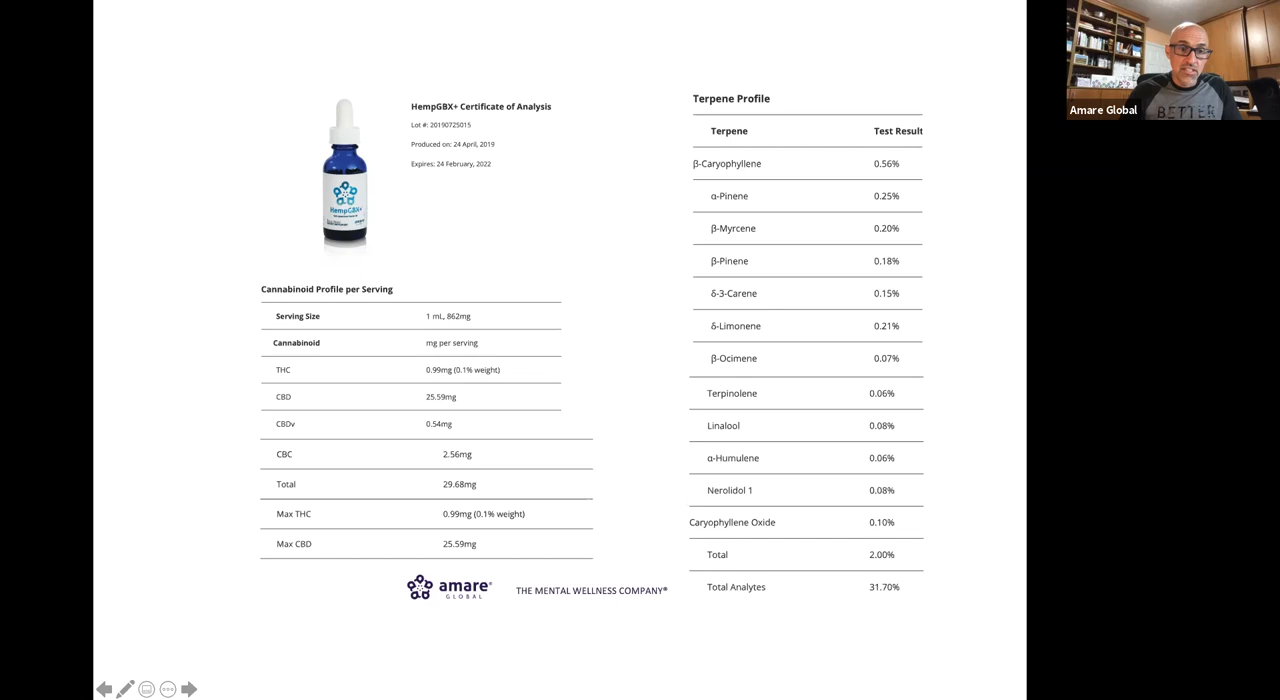 HempGBX+ Certificate of Analysis
Lot #: 20190725015
Produced on: 24 April, 2019
Expires: 24 February, 2022
HempGBX+
Cannabinoid Profile per Serving
Serving Size 1 mL, 862mg
Cannabinoid mg per serving
THC 0.99mg (0.1% weight)
CBD 25.59mg
CBDv 0.54mg
CBC 2.56mg
Total 29.68mg
Max THC 0.99mg (0.1% weight)
Max CBD 25.59mg
amare®
GLOBAL
THE MENTAL WELLNESS COMPANY®
Terpene Profile
Terpene Test Result
β-Caryophyllene 0.56%
α-Pinene 0.25%
β-Myrcene 0.20%
β-Pinene 0.18%
δ-3-Carene 0.15%
δ-Limonene 0.21%
β-Ocimene 0.07%
Terpinolene 0.06%
Linalool 0.08%
α-Humulene 0.06%
Nerolidol 1 0.08%
Caryophyllene Oxide 0.10%
Total 2.00%
Total Analytes 31.70%
Amare Global
BETTER